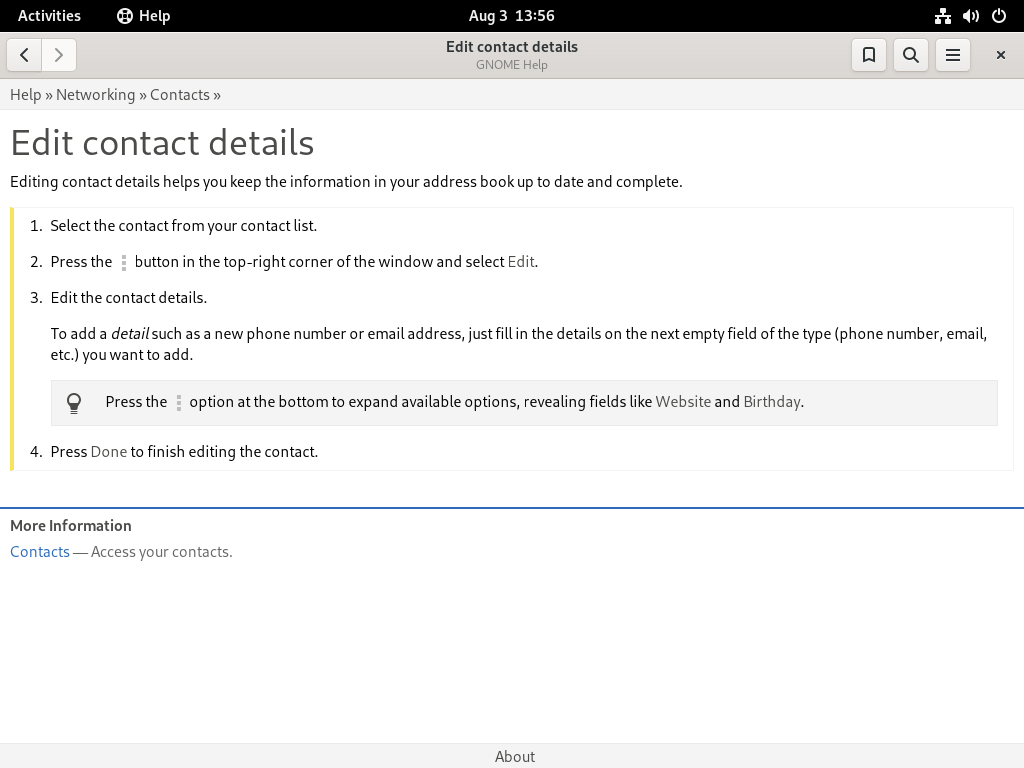 Activities
Help
Aug 3 13:56
Edit contact details
GNOME Help
Help » Networking » Contacts »
Edit contact details
Editing contact details helps you keep the information in your address book up to date and complete.
1. Select the contact from your contact list.
2. Press the button in the top-right corner of the window and select Edit.
3. Edit the contact details.
To add a detail such as a new phone number or email address, just fill in the details on the next empty field of the type (phone number, email,
etc.) you want to add.
Press the option at the bottom to expand available options, revealing fields like Website and Birthday.
4. Press Done to finish editing the contact.
More Information
Contacts — Access your contacts.
About